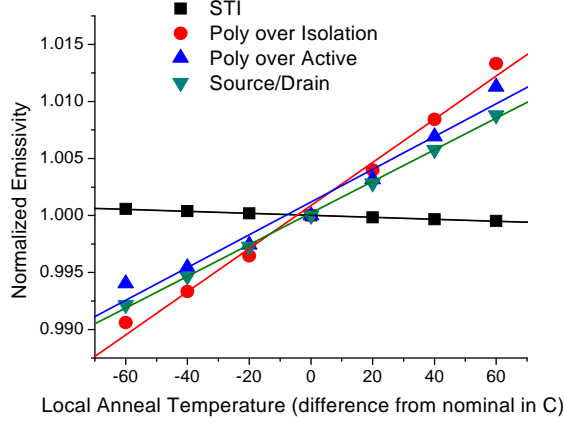 STI
Poly over Isolation
Poly over Active
Source/Drain
1.015
1.010
1.005
1.000
0.995
0.990
Normalized Emissivity
-60 -40 -20 0 20 40 60
Local Anneal Temperature (difference from nominal in C)